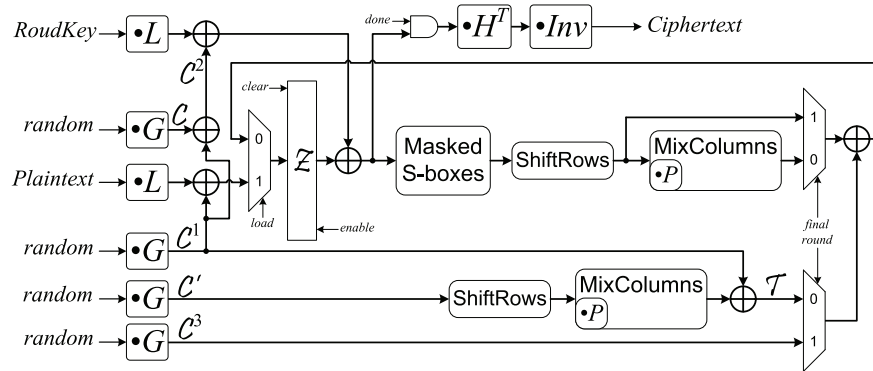 RoudKey •L
done
•Hᵀ •Inv Ciphertext
𝒞²
clear
random •G 𝒞
0
1
Plaintext •L
load
𝒵
enable
Masked
S-boxes
ShiftRows
MixColumns
•P
1
0
final
round
random •G 𝒞¹
random •G 𝒞′
ShiftRows
MixColumns
•P
𝒯
0
1
random •G 𝒞³